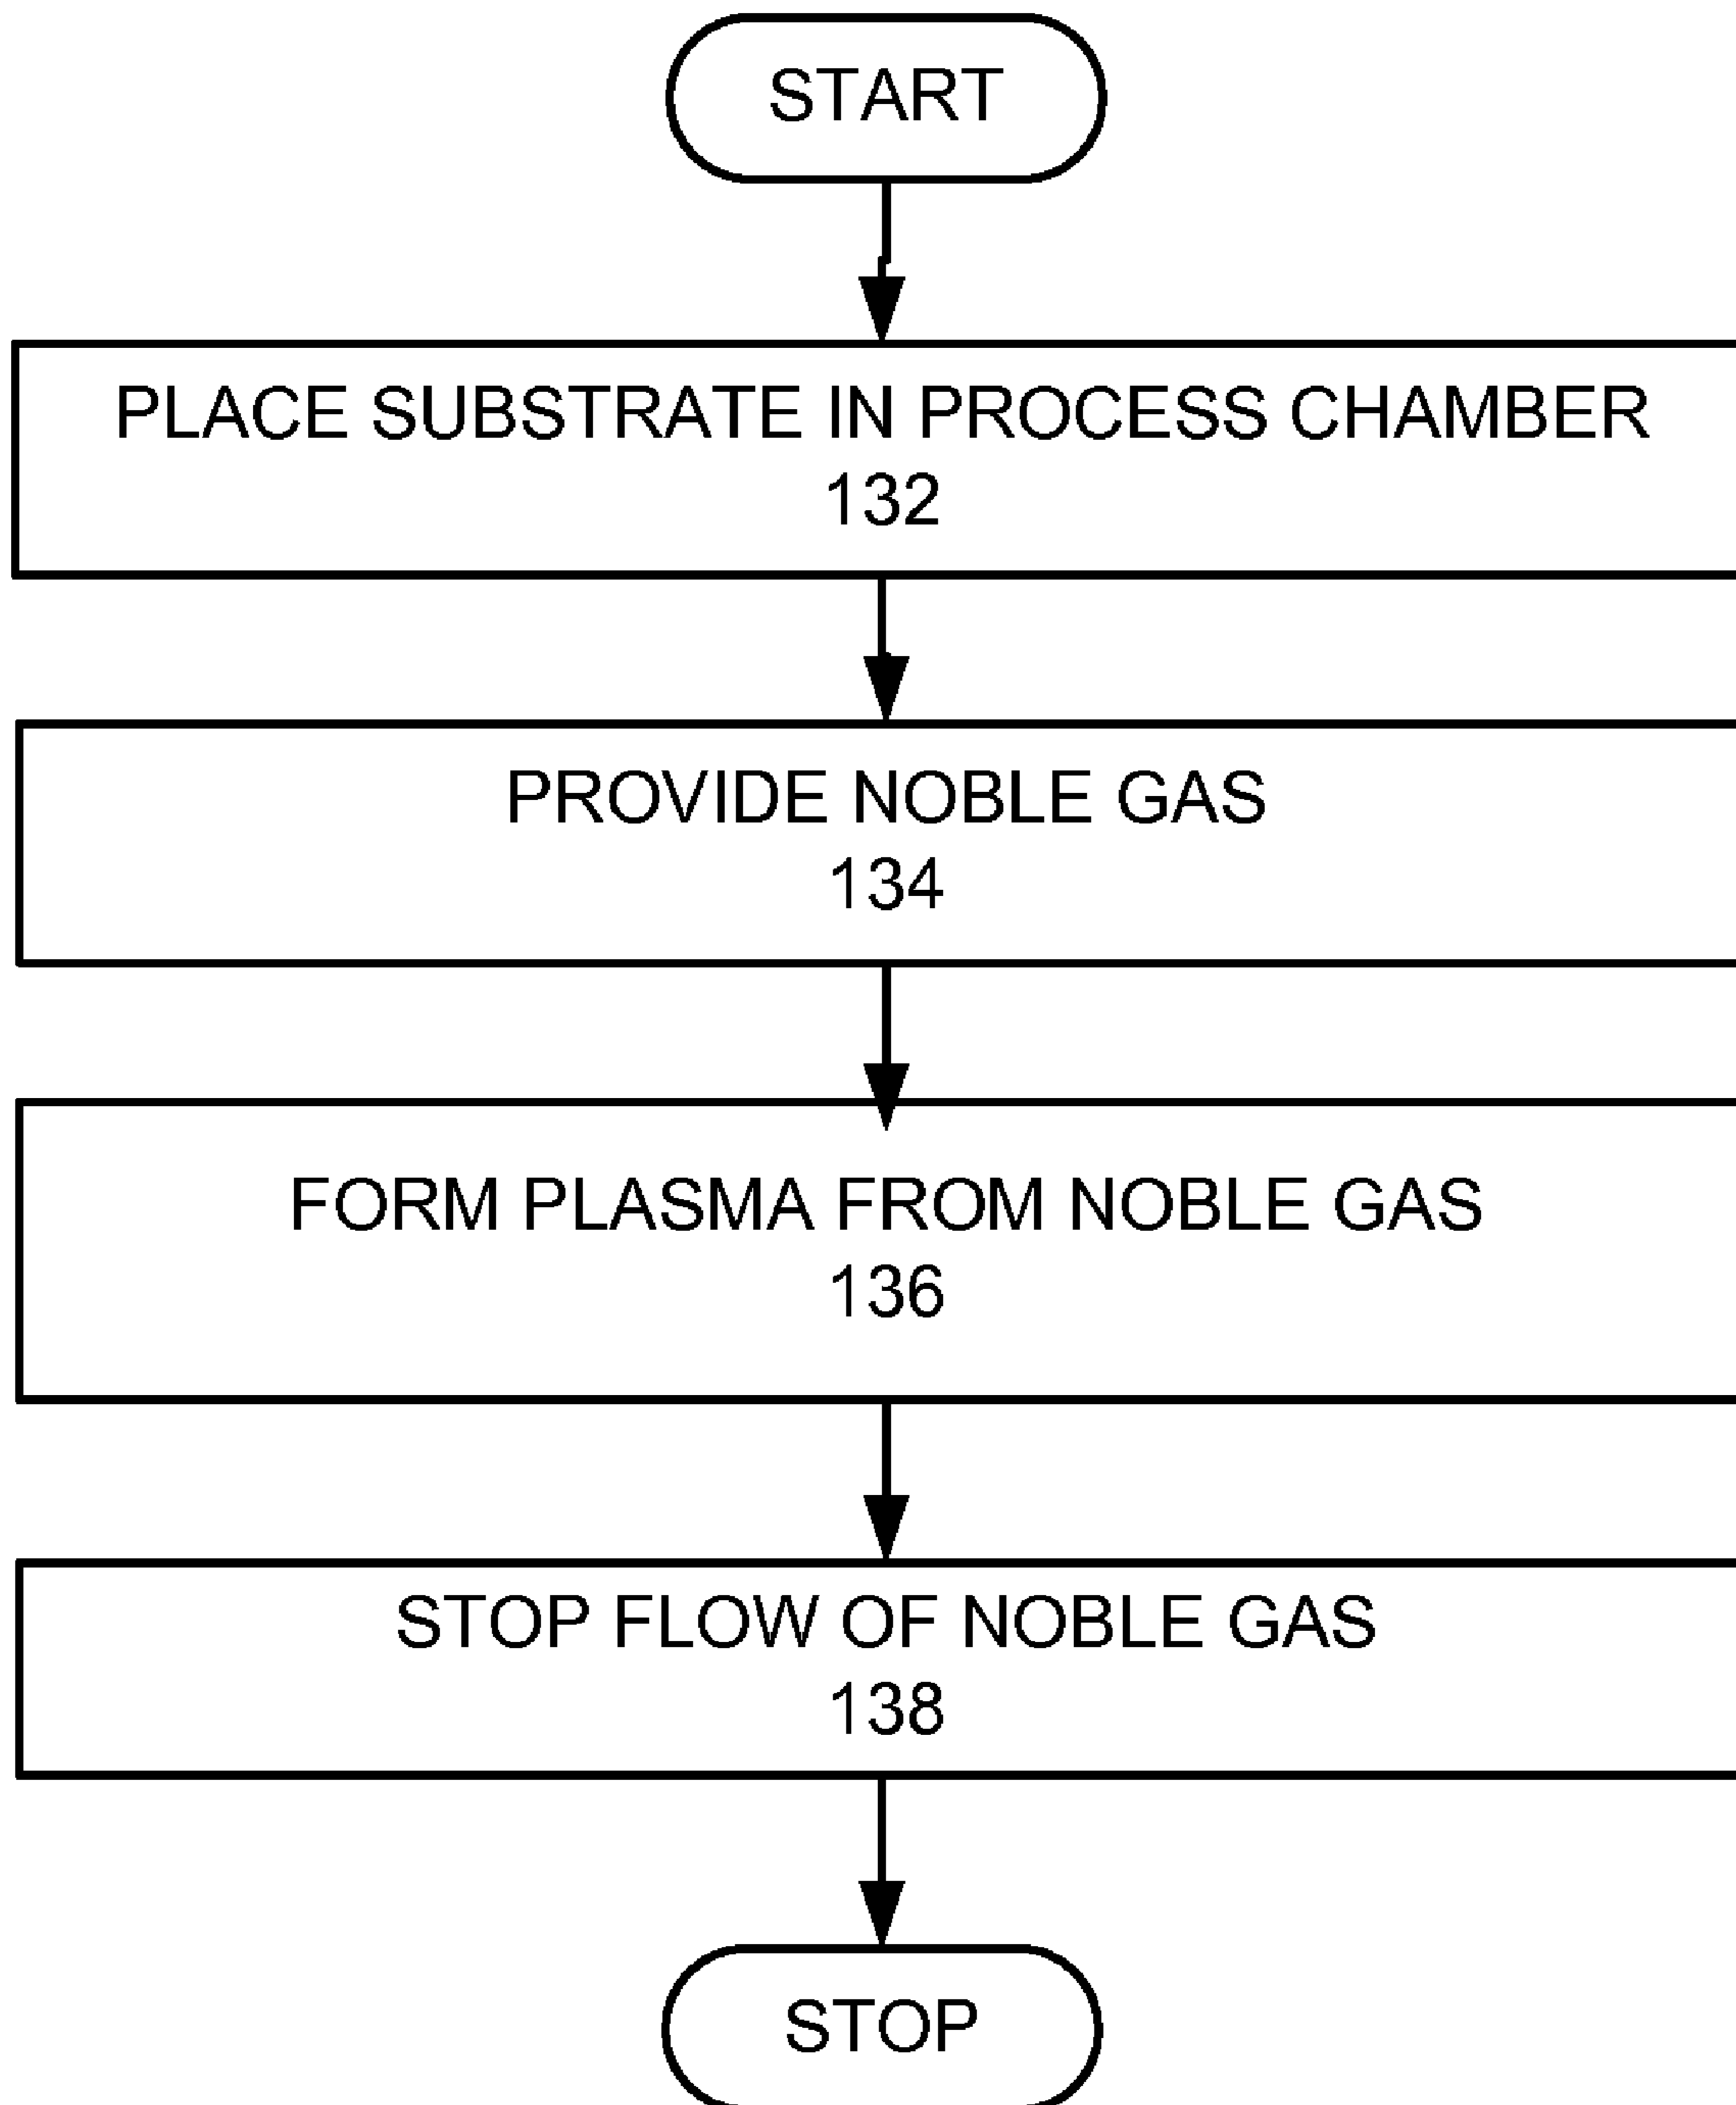 START
PLACE SUBSTRATE IN PROCESS CHAMBER
132
PROVIDE NOBLE GAS
134
FORM PLASMA FROM NOBLE GAS
136
STOP FLOW OF NOBLE GAS
138
STOP